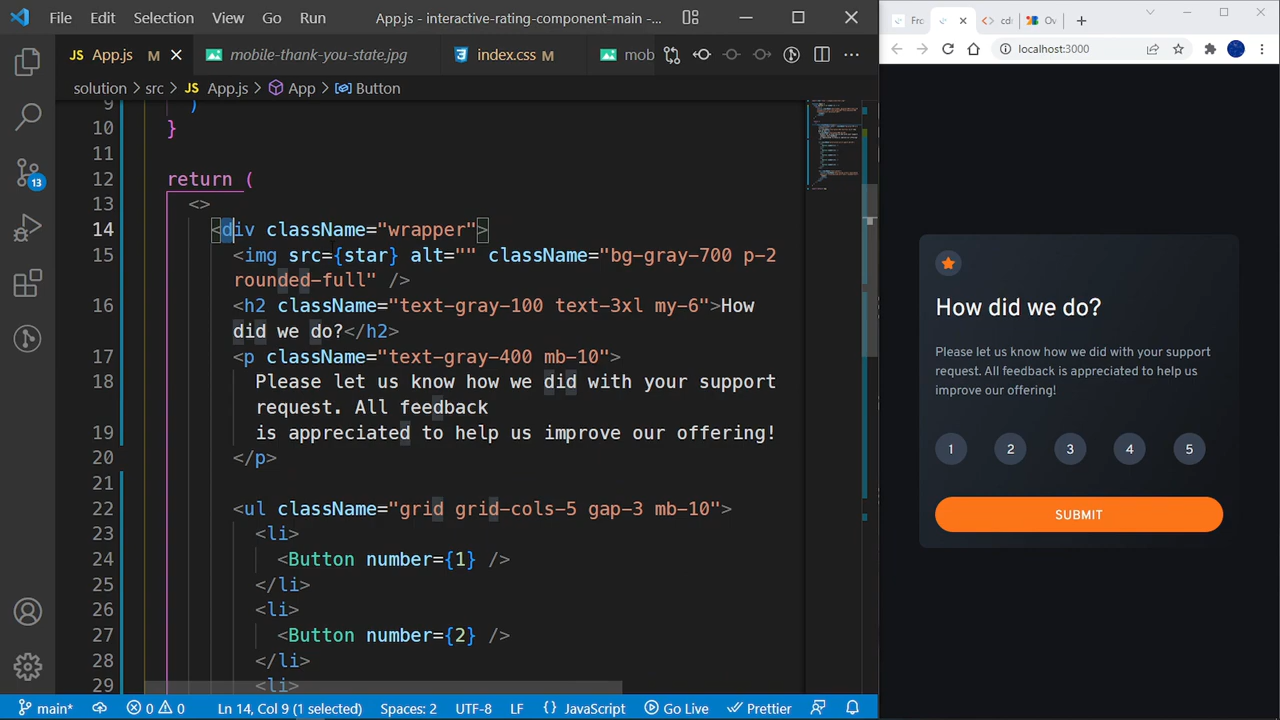 File Edit Selection View Go Run App.js - interactive-rating-component-main -...
App.js M mobile-thank-you-state.jpg index.css M mob
solution > src > App.js > App > Button
9 )
10 }
11
12 return (
13 <>
14 <div className="wrapper">
15 <img src={star} alt="" className="bg-gray-700 p-2
rounded-full" />
16 <h2 className="text-gray-100 text-3xl my-6">How
did we do?</h2>
17 <p className="text-gray-400 mb-10">
18 Please let us know how we did with your support
request. All feedback
19 is appreciated to help us improve our offering!
20 </p>
21
22 <ul className="grid grid-cols-5 gap-3 mb-10">
23 <li>
24 <Button number={1} />
25 </li>
26 <li>
27 <Button number={2} />
28 </li>
29 <li>
13
main* 0 0 Ln 14, Col 9 (1 selected) Spaces: 2 UTF-8 LF {} JavaScript Go Live Prettier
Fro cdn Ov
localhost:3000
How did we do?
Please let us know how we did with your support
request. All feedback is appreciated to help us
improve our offering!
1 2 3 4 5
SUBMIT